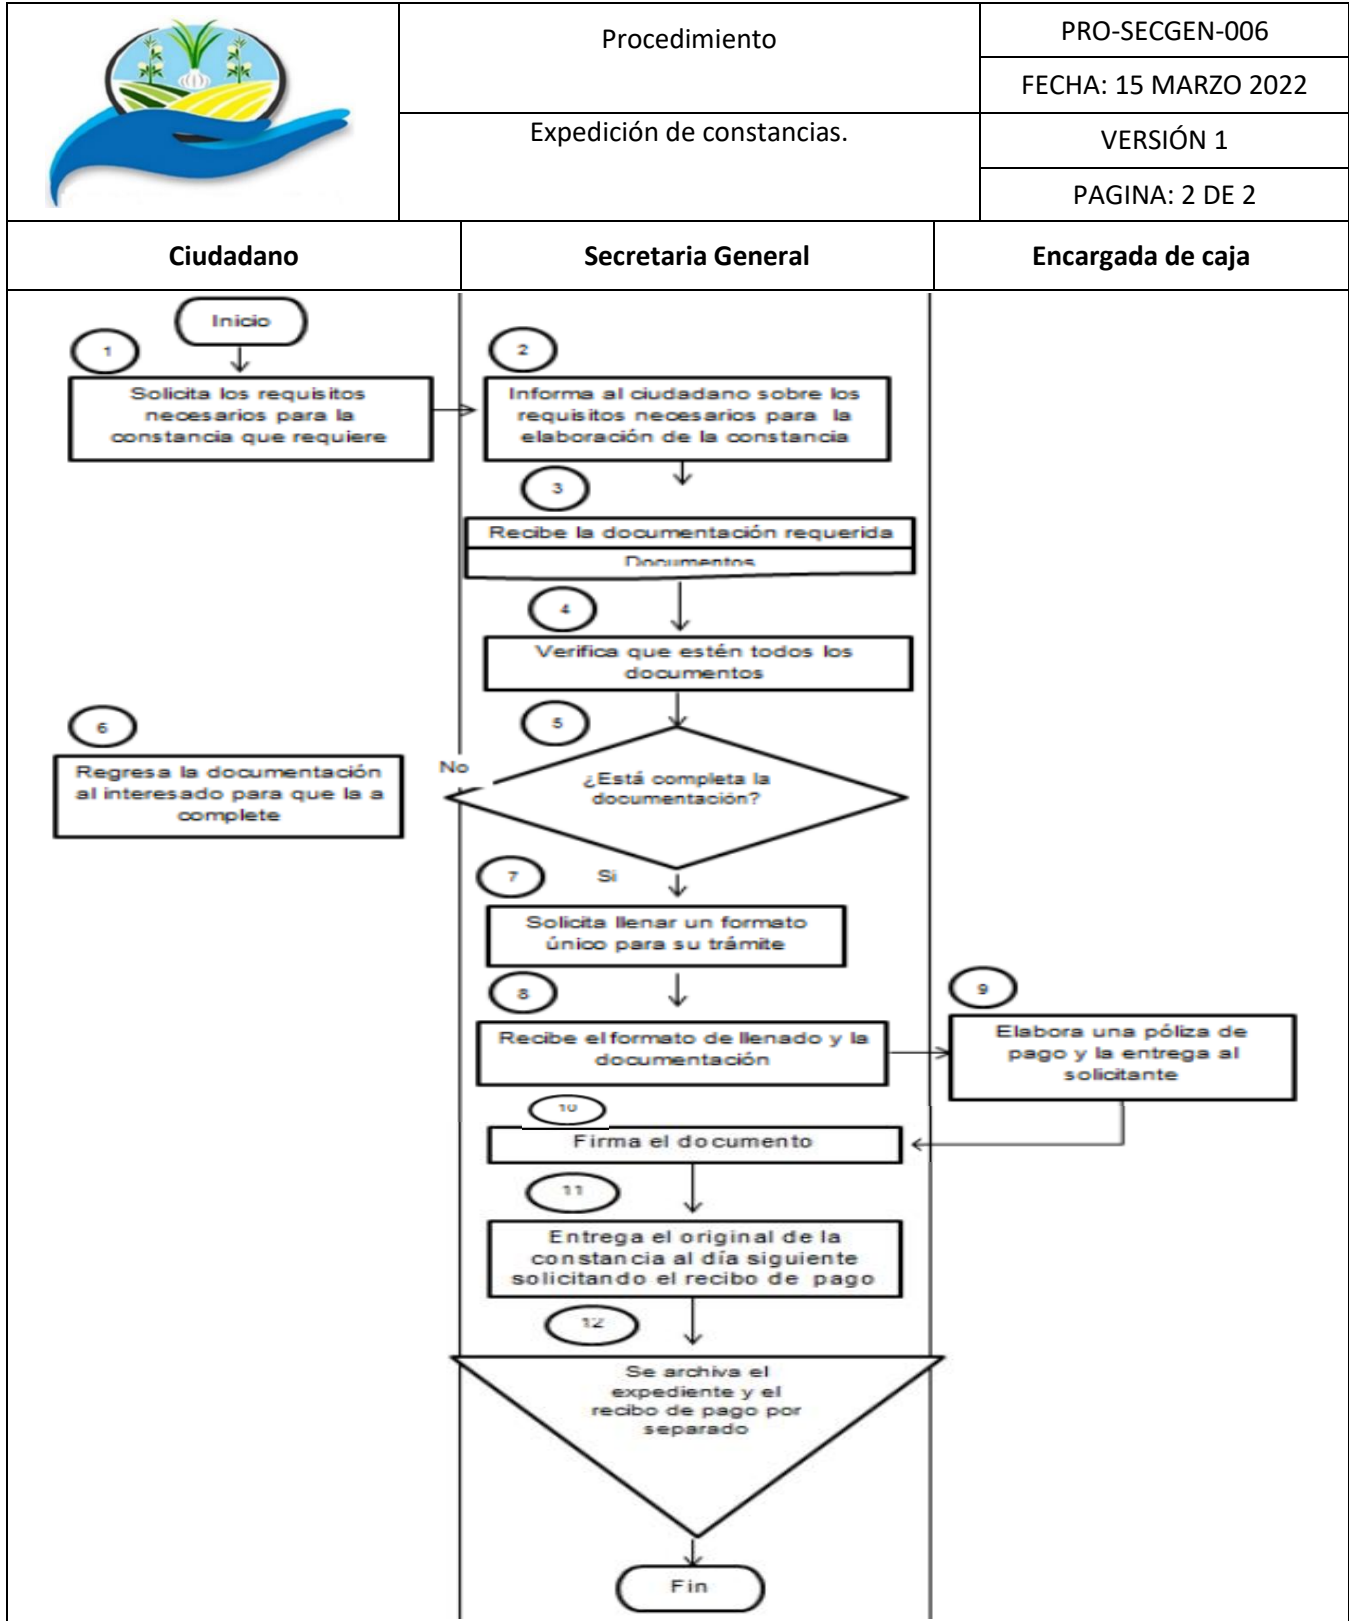 Procedimiento
PRO-SECGEN-006
FECHA: 15 MARZO 2022
Expedición de constancias.
VERSIÓN 1
PAGINA: 2 DE 2
Ciudadano
Secretaria General
Encargada de caja
Inicio
1
2
Solicita los requisitos
necesarios para la
constancia que requiere
Informa al ciudadano sobre los
requisitos necesarios para la
elaboración de la constancia
3
Recibe la documentación requerida
Documentos
4
Verifica que estén todos los
documentos
6
5
Regresa la documentación
al interesado para que la a
complete
No
¿Está completa la
documentación?
7
Si
Solicita llenar un formato
único para su trámite
8
9
Recibe el formato de llenado y la
documentación
Elabora una póliza de
pago y la entrega al
solicitante
10
Firma el documento
11
Entrega el original de la
constancia al día siguiente
solicitando el recibo de pago
12
Se archiva el
expediente y el
recibo de pago por
separado
Fin